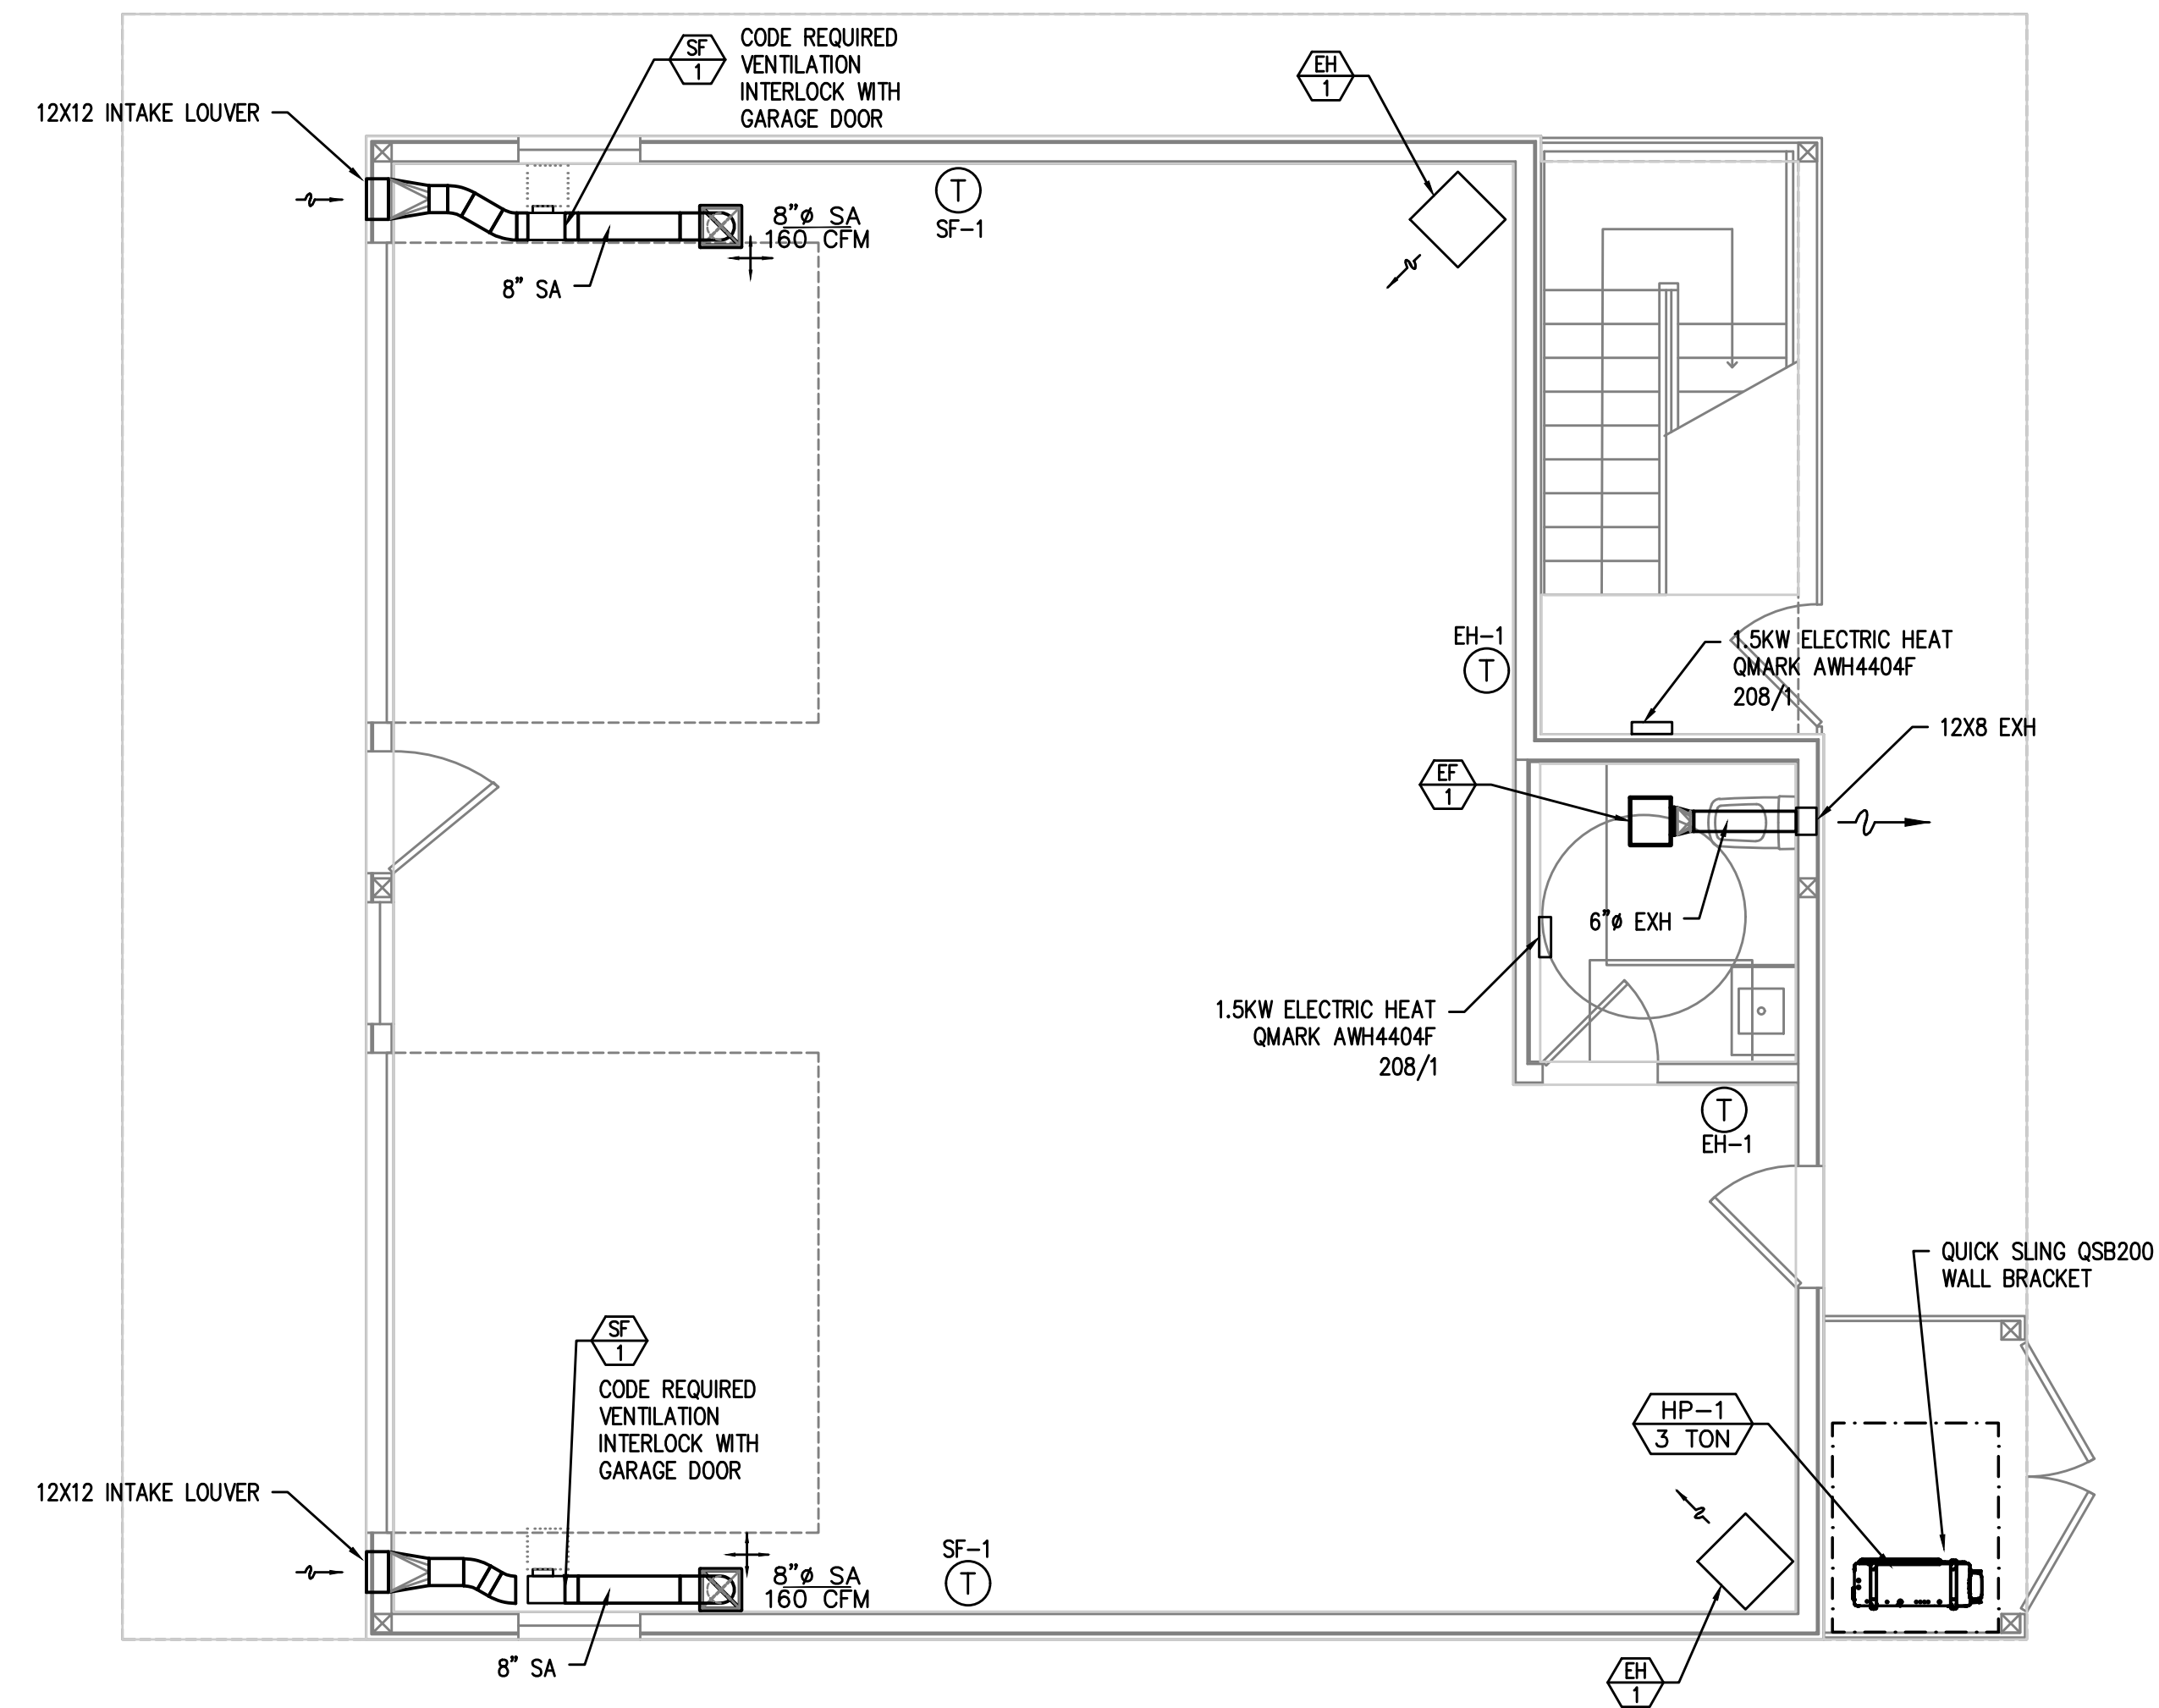 SF
1
CODE REQUIRED
VENTILATION
INTERLOCK WITH
GARAGE DOOR
EH
1
12X12 INTAKE LOUVER
T
SF-1
8"ø SA
160 CFM
8" SA
EH-1
T
1.5KW ELECTRIC HEAT
QMARK AWH4404F
208/1
12X8 EXH
EF
1
6"ø EXH
1.5KW ELECTRIC HEAT
QMARK AWH4404F
208/1
T
EH-1
QUICK SLING QSB200
WALL BRACKET
SF
1
CODE REQUIRED
VENTILATION
INTERLOCK WITH
GARAGE DOOR
HP-1
3 TON
12X12 INTAKE LOUVER
SF-1
T
8"ø SA
160 CFM
8" SA
EH
1